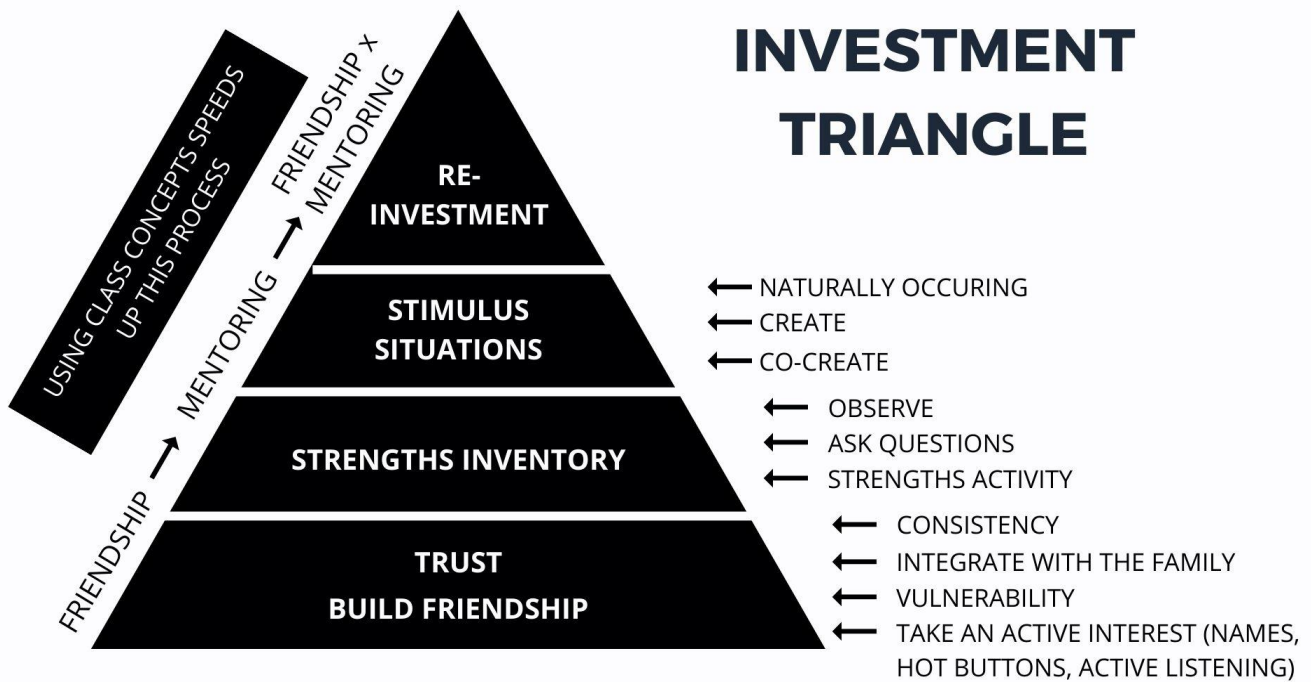 INVESTMENT
TRIANGLE
USING CLASS CONCEPTS SPEEDS
UP THIS PROCESS
FRIENDSHIP → MENTORING → FRIENDSHIP x
MENTORING
RE-
INVESTMENT
STIMULUS
SITUATIONS
← NATURALLY OCCURING
← CREATE
← CO-CREATE
STRENGTHS INVENTORY
← OBSERVE
← ASK QUESTIONS
← STRENGTHS ACTIVITY
TRUST
BUILD FRIENDSHIP
← CONSISTENCY
← INTEGRATE WITH THE FAMILY
← VULNERABILITY
← TAKE AN ACTIVE INTEREST (NAMES,
HOT BUTTONS, ACTIVE LISTENING)